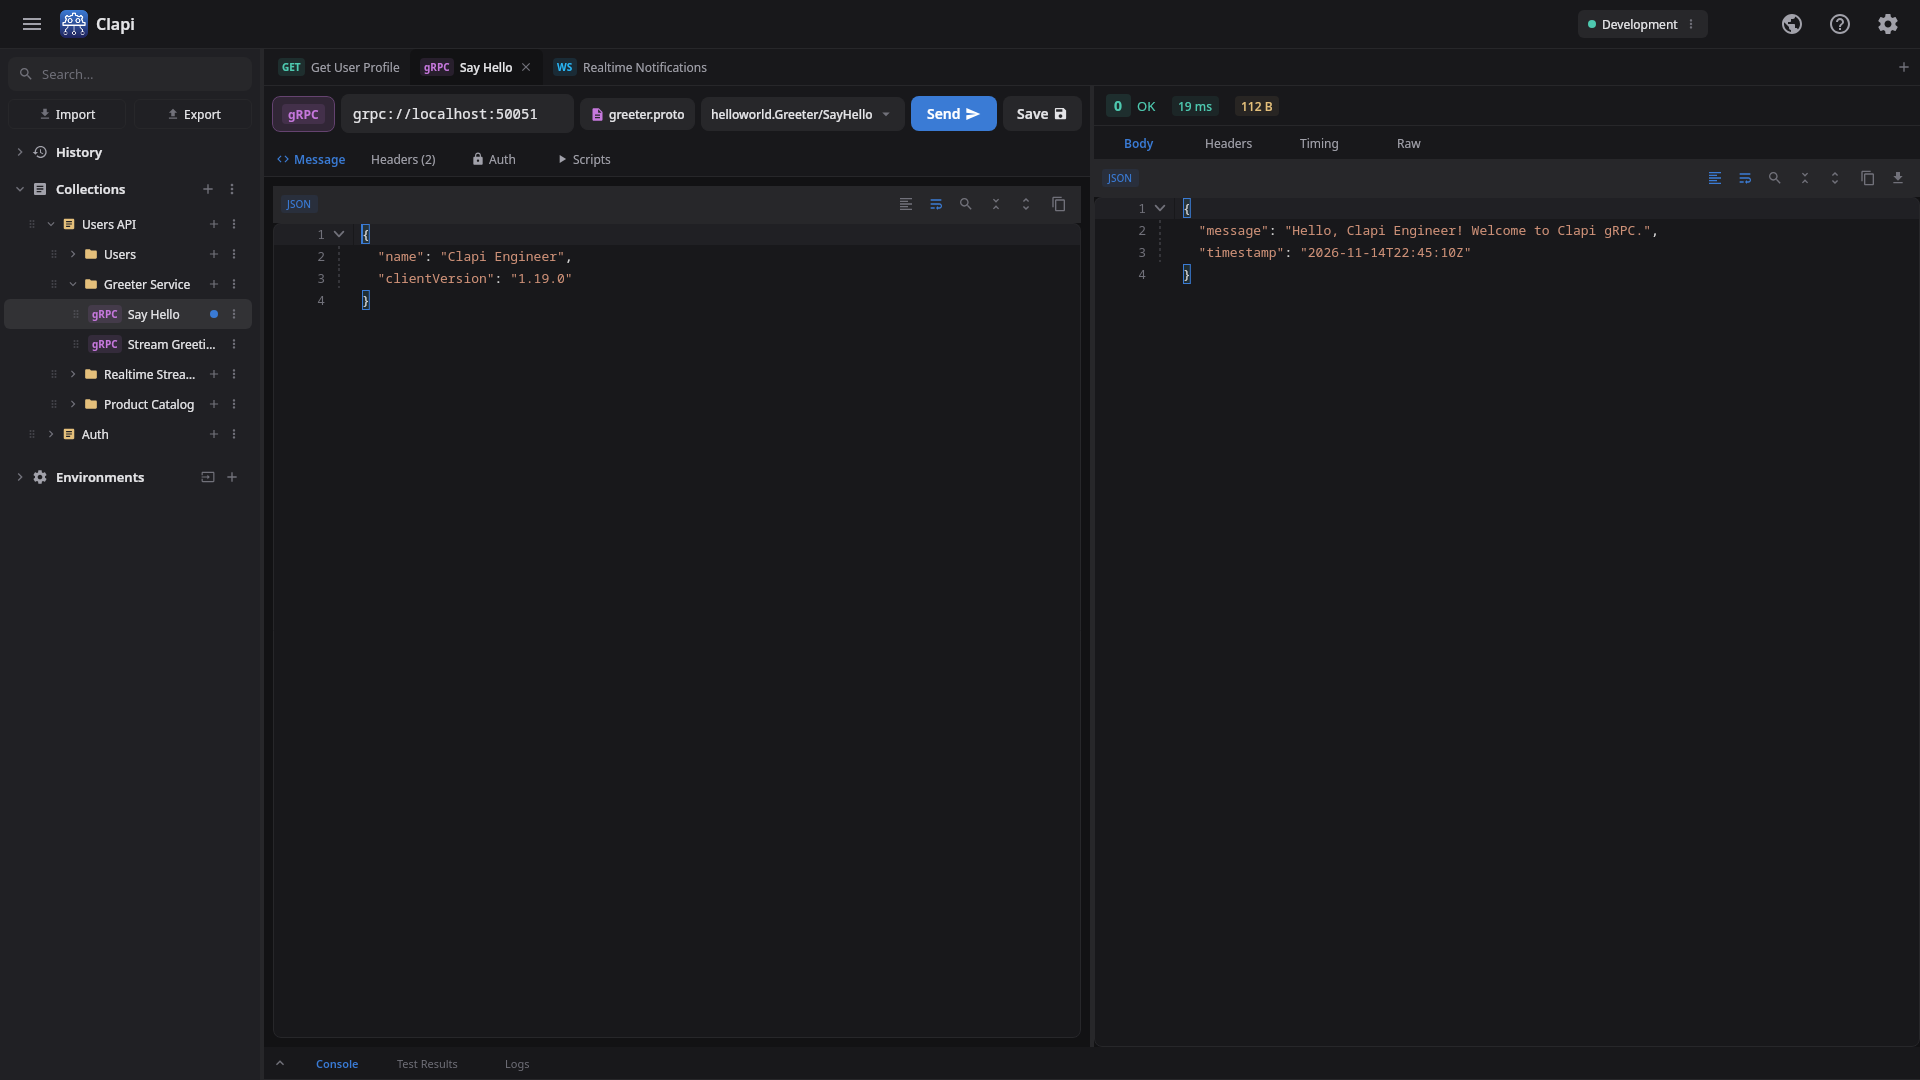 Clapi
Development
Search...
Import
Export
History
Collections
Users API
Users
Greeter Service
gRPC Say Hello
gRPC Stream Greeti...
Realtime Strea...
Product Catalog
Auth
Environments
GET Get User Profile
gRPC Say Hello
WS Realtime Notifications
gRPC
grpc://localhost:50051
greeter.proto
helloworld.Greeter/SayHello
Send
Save
Message
Headers (2)
Auth
Scripts
JSON
1 {
2 "name": "Clapi Engineer",
3 "clientVersion": "1.19.0"
4 }
0 OK
19 ms
112 B
Body
Headers
Timing
Raw
JSON
1 {
2 "message": "Hello, Clapi Engineer! Welcome to Clapi gRPC.",
3 "timestamp": "2026-11-14T22:45:10Z"
4 }
Console
Test Results
Logs